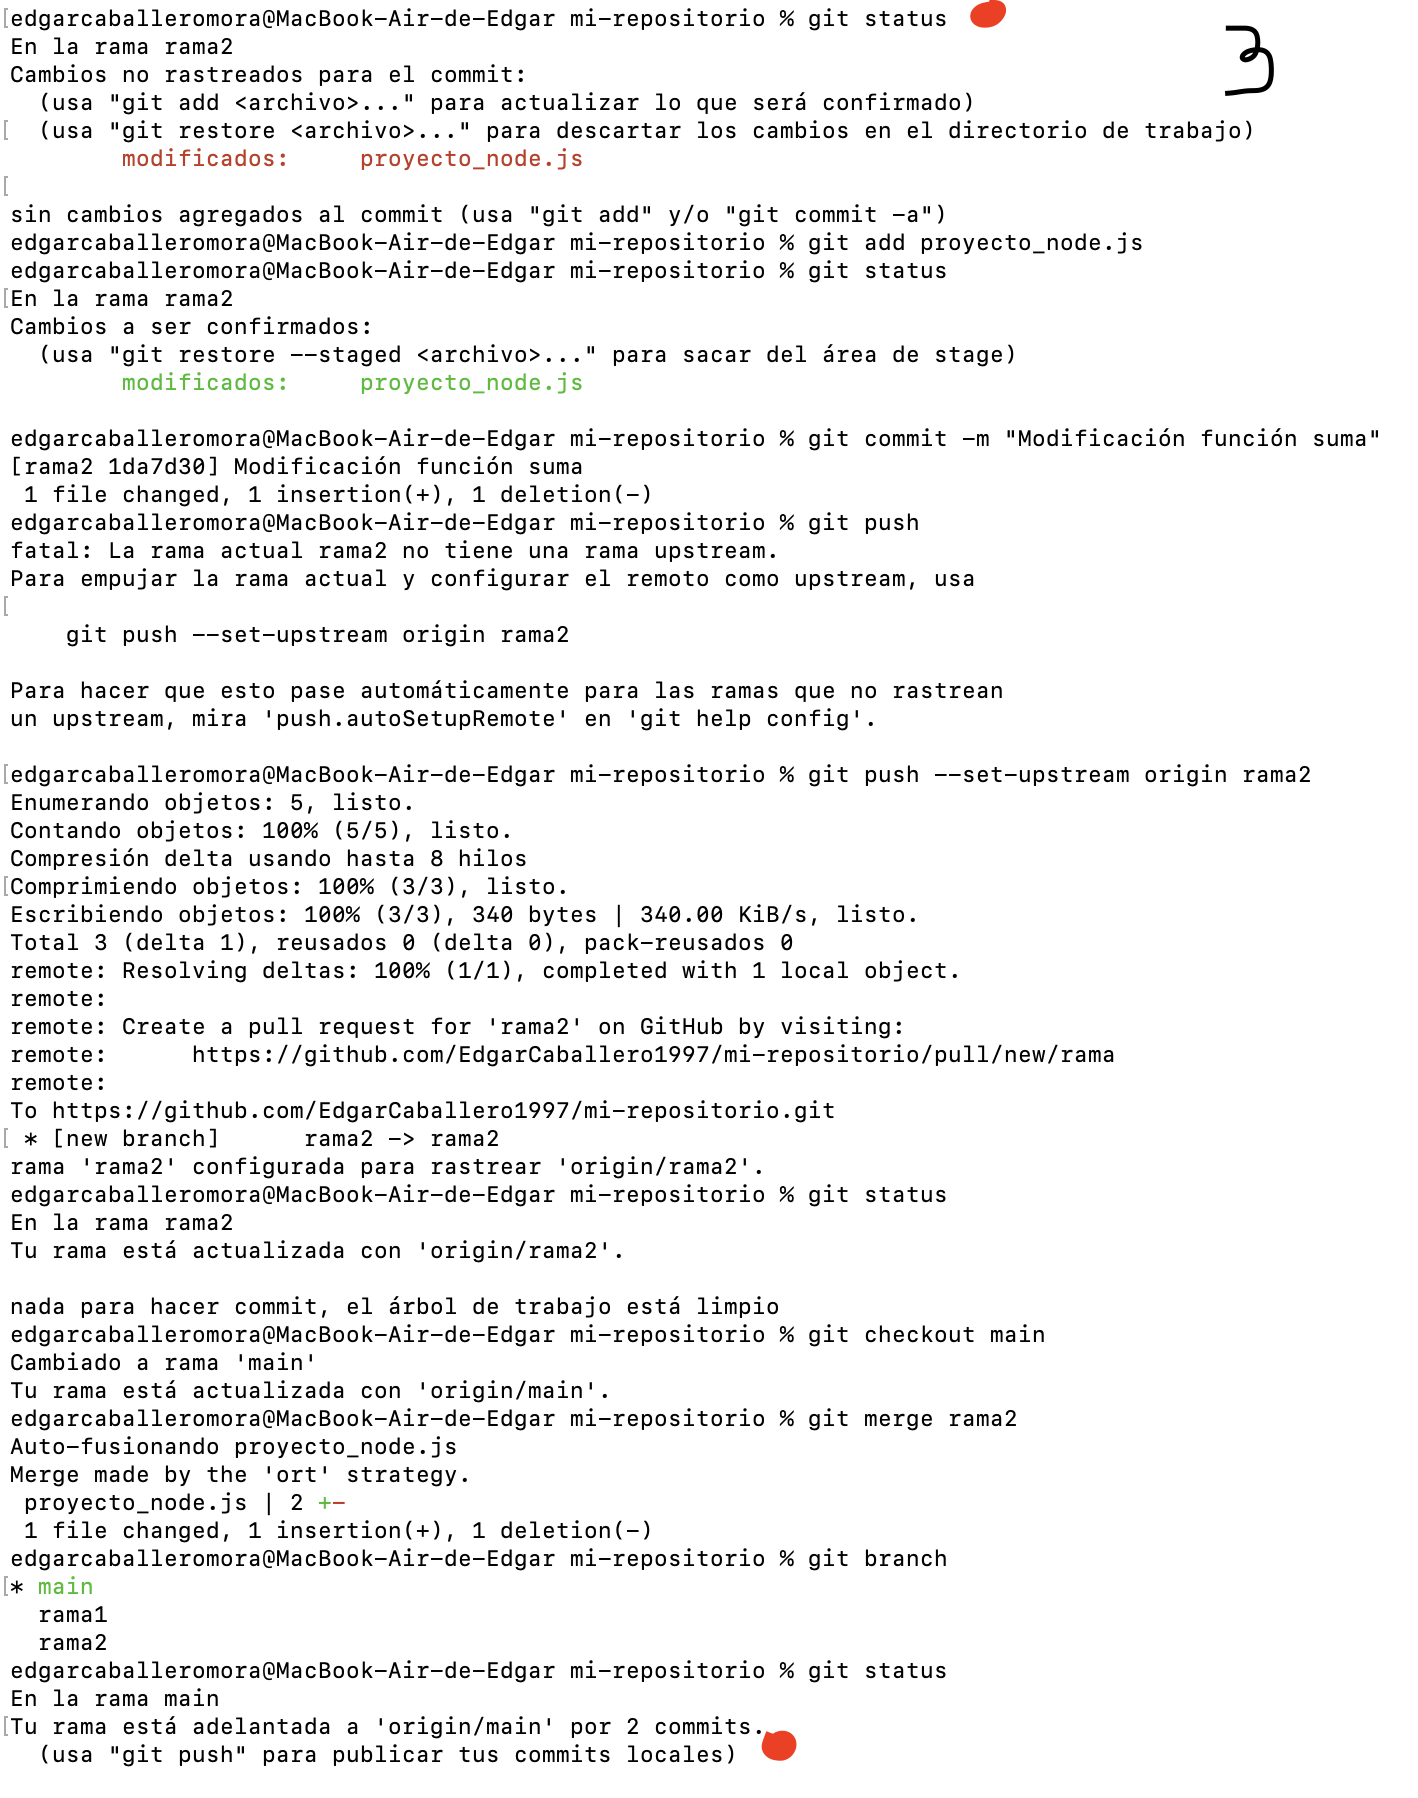 [edgarcaballeromora@MacBook-Air-de-Edgar mi-repositorio % git status
3
En la rama rama2
Cambios no rastreados para el commit:
  (usa "git add <archivo>..." para actualizar lo que será confirmado)
[  (usa "git restore <archivo>..." para descartar los cambios en el directorio de trabajo)
        modificados:     proyecto_node.js
[
sin cambios agregados al commit (usa "git add" y/o "git commit -a")
edgarcaballeromora@MacBook-Air-de-Edgar mi-repositorio % git add proyecto_node.js
edgarcaballeromora@MacBook-Air-de-Edgar mi-repositorio % git status
[En la rama rama2
Cambios a ser confirmados:
  (usa "git restore --staged <archivo>..." para sacar del área de stage)
        modificados:     proyecto_node.js
edgarcaballeromora@MacBook-Air-de-Edgar mi-repositorio % git commit -m "Modificación función suma"
[rama2 1da7d30] Modificación función suma
 1 file changed, 1 insertion(+), 1 deletion(-)
edgarcaballeromora@MacBook-Air-de-Edgar mi-repositorio % git push
fatal: La rama actual rama2 no tiene una rama upstream.
Para empujar la rama actual y configurar el remoto como upstream, usa
[
    git push --set-upstream origin rama2
Para hacer que esto pase automáticamente para las ramas que no rastrean
un upstream, mira 'push.autoSetupRemote' en 'git help config'.
[edgarcaballeromora@MacBook-Air-de-Edgar mi-repositorio % git push --set-upstream origin rama2
Enumerando objetos: 5, listo.
Contando objetos: 100% (5/5), listo.
Compresión delta usando hasta 8 hilos
[Comprimiendo objetos: 100% (3/3), listo.
Escribiendo objetos: 100% (3/3), 340 bytes | 340.00 KiB/s, listo.
Total 3 (delta 1), reusados 0 (delta 0), pack-reusados 0
remote: Resolving deltas: 100% (1/1), completed with 1 local object.
remote:
remote: Create a pull request for 'rama2' on GitHub by visiting:
remote:      https://github.com/EdgarCaballero1997/mi-repositorio/pull/new/rama
remote:
To https://github.com/EdgarCaballero1997/mi-repositorio.git
[ * [new branch]      rama2 -> rama2
rama 'rama2' configurada para rastrear 'origin/rama2'.
edgarcaballeromora@MacBook-Air-de-Edgar mi-repositorio % git status
En la rama rama2
Tu rama está actualizada con 'origin/rama2'.
nada para hacer commit, el árbol de trabajo está limpio
edgarcaballeromora@MacBook-Air-de-Edgar mi-repositorio % git checkout main
Cambiado a rama 'main'
Tu rama está actualizada con 'origin/main'.
edgarcaballeromora@MacBook-Air-de-Edgar mi-repositorio % git merge rama2
Auto-fusionando proyecto_node.js
Merge made by the 'ort' strategy.
 proyecto_node.js | 2 +-
 1 file changed, 1 insertion(+), 1 deletion(-)
edgarcaballeromora@MacBook-Air-de-Edgar mi-repositorio % git branch
[* main
  rama1
  rama2
edgarcaballeromora@MacBook-Air-de-Edgar mi-repositorio % git status
En la rama main
[Tu rama está adelantada a 'origin/main' por 2 commits.
  (usa "git push" para publicar tus commits locales)